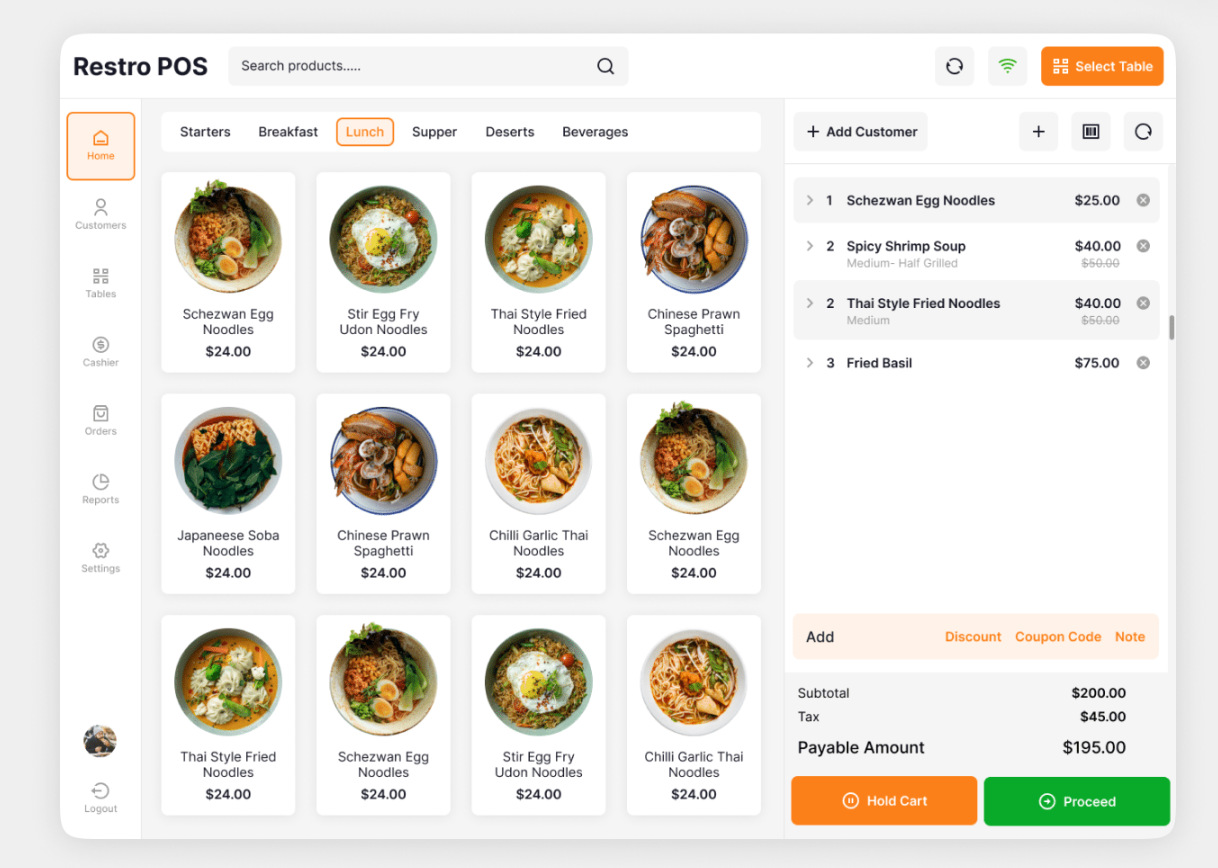 Restro POS
Search products.....
Select Table
Home
Customers
Tables
Cashier
Orders
Reports
Settings
Logout
Starters Breakfast Lunch Supper Deserts Beverages
Schezwan Egg
Noodles
$24.00
Stir Egg Fry
Udon Noodles
$24.00
Thai Style Fried
Noodles
$24.00
Chinese Prawn
Spaghetti
$24.00
Japaneese Soba
Noodles
$24.00
Chinese Prawn
Spaghetti
$24.00
Chilli Garlic Thai
Noodles
$24.00
Schezwan Egg
Noodles
$24.00
Thai Style Fried
Noodles
$24.00
Schezwan Egg
Noodles
$24.00
Stir Egg Fry
Udon Noodles
$24.00
Chilli Garlic Thai
Noodles
$24.00
+ Add Customer
1 Schezwan Egg Noodles $25.00
2 Spicy Shrimp Soup $40.00
Medium- Half Grilled $50.00
2 Thai Style Fried Noodles $40.00
Medium $50.00
3 Fried Basil $75.00
Add Discount Coupon Code Note
Subtotal $200.00
Tax $45.00
Payable Amount $195.00
Hold Cart
Proceed